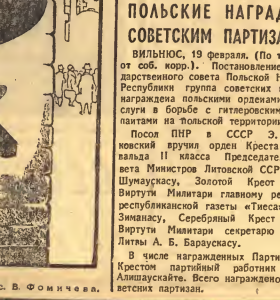 ПОЛЬСКИЕ НАГРАД
СОВЕТСКИМ ПАРТИЗА
ВИЛЬНЮС, 19 февраля. (По т
от соб. корр.). Постановление
дарственного совета Польской Н
Республики группа советских
награждена польскими орденами
слуги в борьбе с гитлеровским
пантами на польской территори
Посол ПНР в СССР Э.
ковский вручил орден Креста
вальда II класса Председате
вета Министров Литовской СССР
Шумаускасу, Золотой Крест
Виртути Милитари главному ре
республиканской газеты «Тиеса»
Зиманасу, Серебряный Крест
Виртути Милитари секретарю
Литвы А. Б. Бараускасу.
В числе награжденных Парти
Крестом партийный работник
Алишаускайте. Всего награждено
ветских партизан.
с. В. Фомичева.